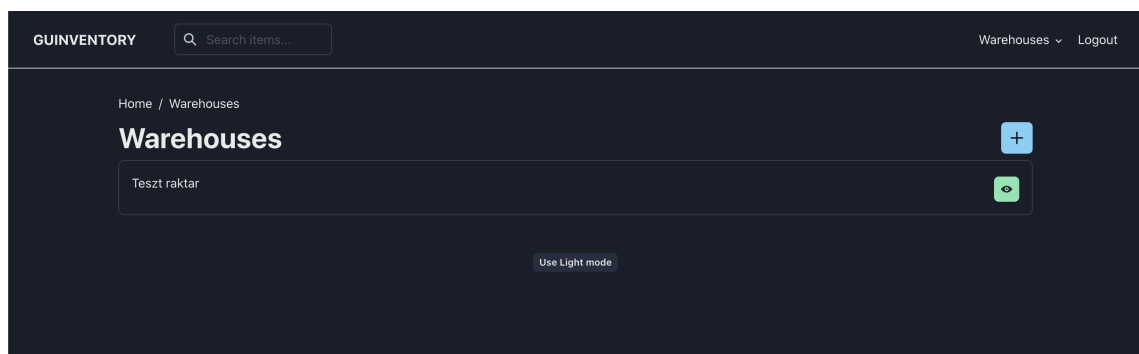 GUINVENTORY Search items... Warehouses Logout
Home / Warehouses
Warehouses
Teszt raktar
Use Light mode